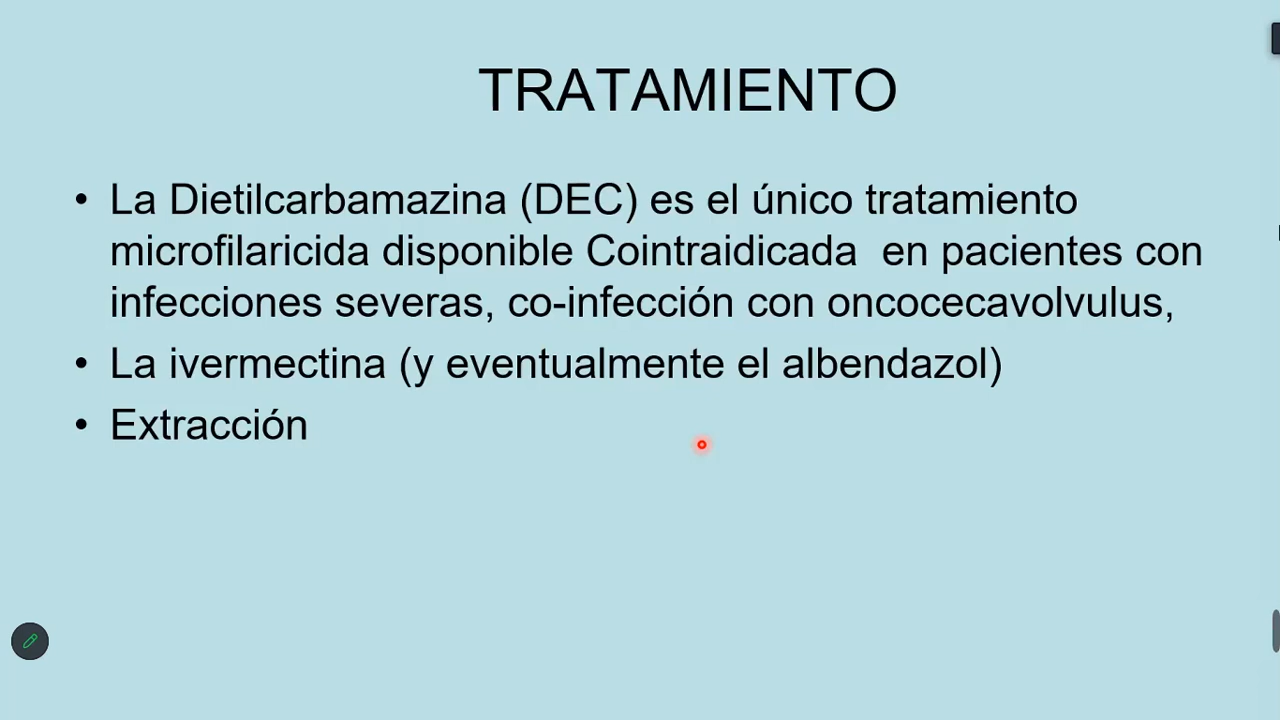 TRATAMIENTO
• La Dietilcarbamazina (DEC) es el único tratamiento
microfilaricida disponible Cointraidicada en pacientes con
infecciones severas, co-infección con oncocecavolvulus,
• La ivermectina (y eventualmente el albendazol)
• Extracción